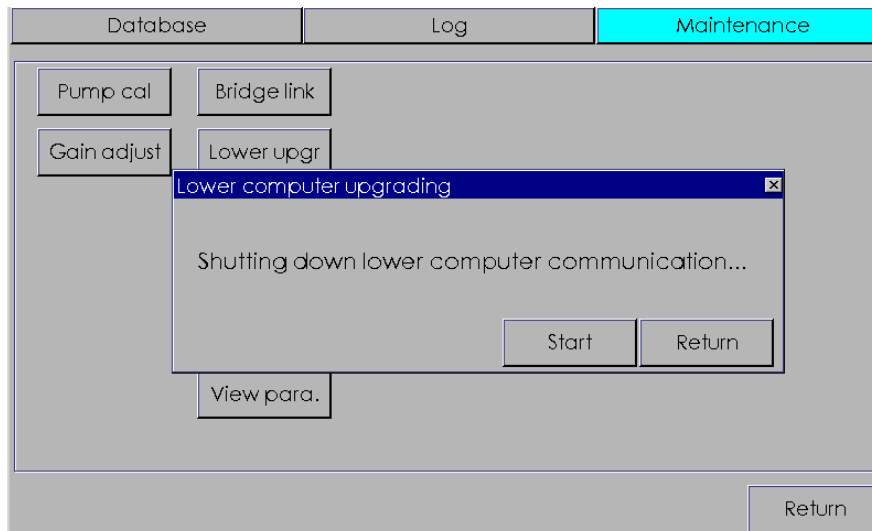 Database
Log
Maintenance
Pump cal
Bridge link
Gain adjust
Lower upgr
Lower computer upgrading
Shutting down lower computer communication...
Start
Return
View para.
Return